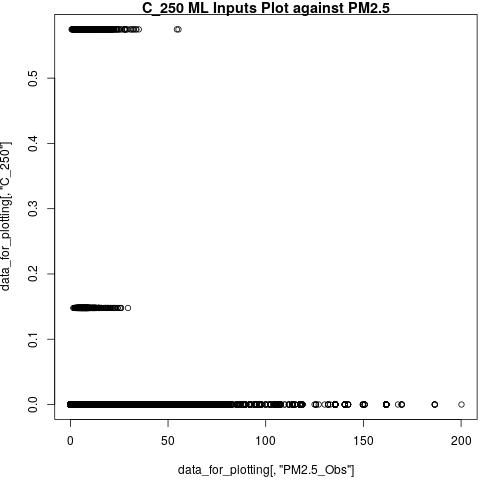 C_250 ML Inputs Plot against PM2.5
data_for_plotting[, "C_250"]
0.5
0.4
0.3
0.2
0.1
0.0
0 50 100 150 200
data_for_plotting[, "PM2.5_Obs"]